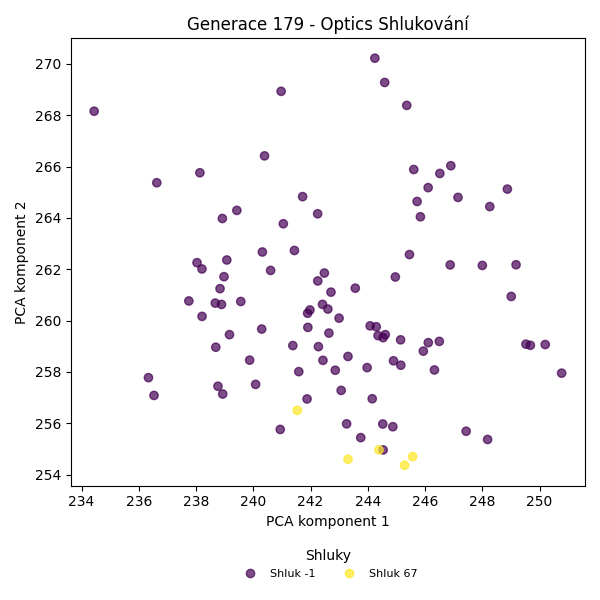 Generace 179 - Optics Shlukování
270
268
266
264
262
260
258
256
254
PCA komponent 2
234 236 238 240 242 244 246 248 250
PCA komponent 1
Shluky
Shluk -1 Shluk 67